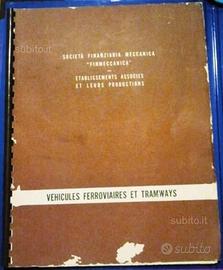 SOCIETÀ FINANZIARIA MECCANICA
"FINMECCANICA"
ETABLISSEMENTS ASSOCIES
ET LEURS PRODUCTIONS
VEHICULES FERROVIAIRES ET TRAMWAYS
subito.it
subito.it
subito